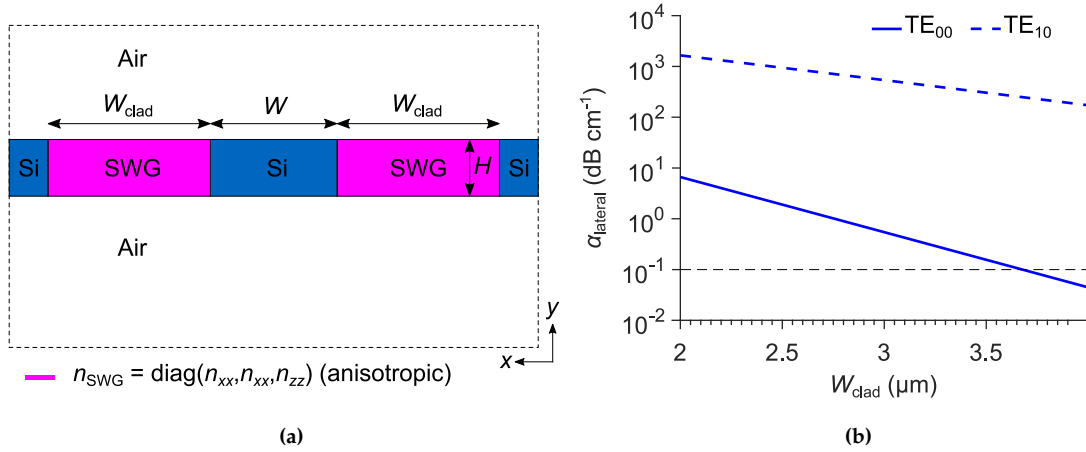 Air
W_clad W W_clad
Si SWG Si SWG H Si
Air
y
x
n_SWG = diag(n_xx,n_xx,n_zz) (anisotropic)
(a)
TE_00 TE_10
10^4
10^3
10^2
10^1
10^0
10^-1
10^-2
α_lateral (dB cm^-1)
2 2.5 3 3.5
W_clad (μm)
(b)